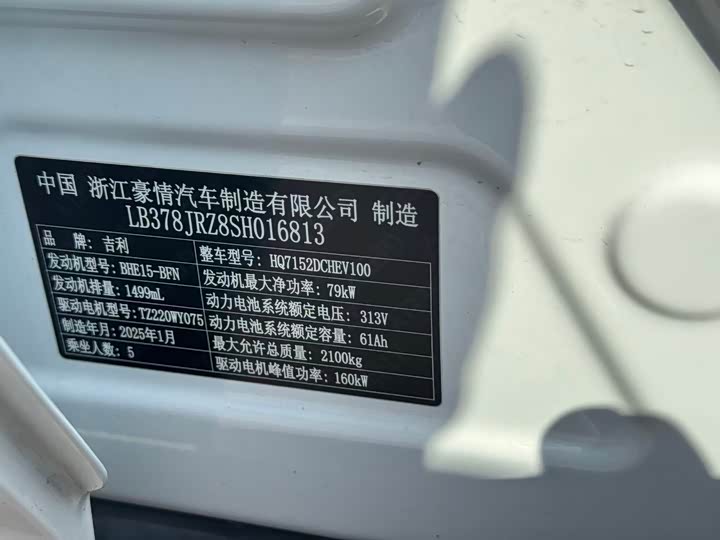 中国 浙江豪情汽车制造有限公司 制造
LB378JRZ8SH016813
品 牌: 吉利 整车型号: HQ7152DCHEV100
发动机型号: BHE15-BFN 发动机最大净功率: 79kW
发动机排量: 1499mL 动力电池系统额定电压: 313V
驱动电机型号: TZ220WY075 动力电池系统额定容量: 61Ah
制造年月: 2025年1月 最大允许总质量: 2100kg
乘坐人数: 5 驱动电机峰值功率: 160kW